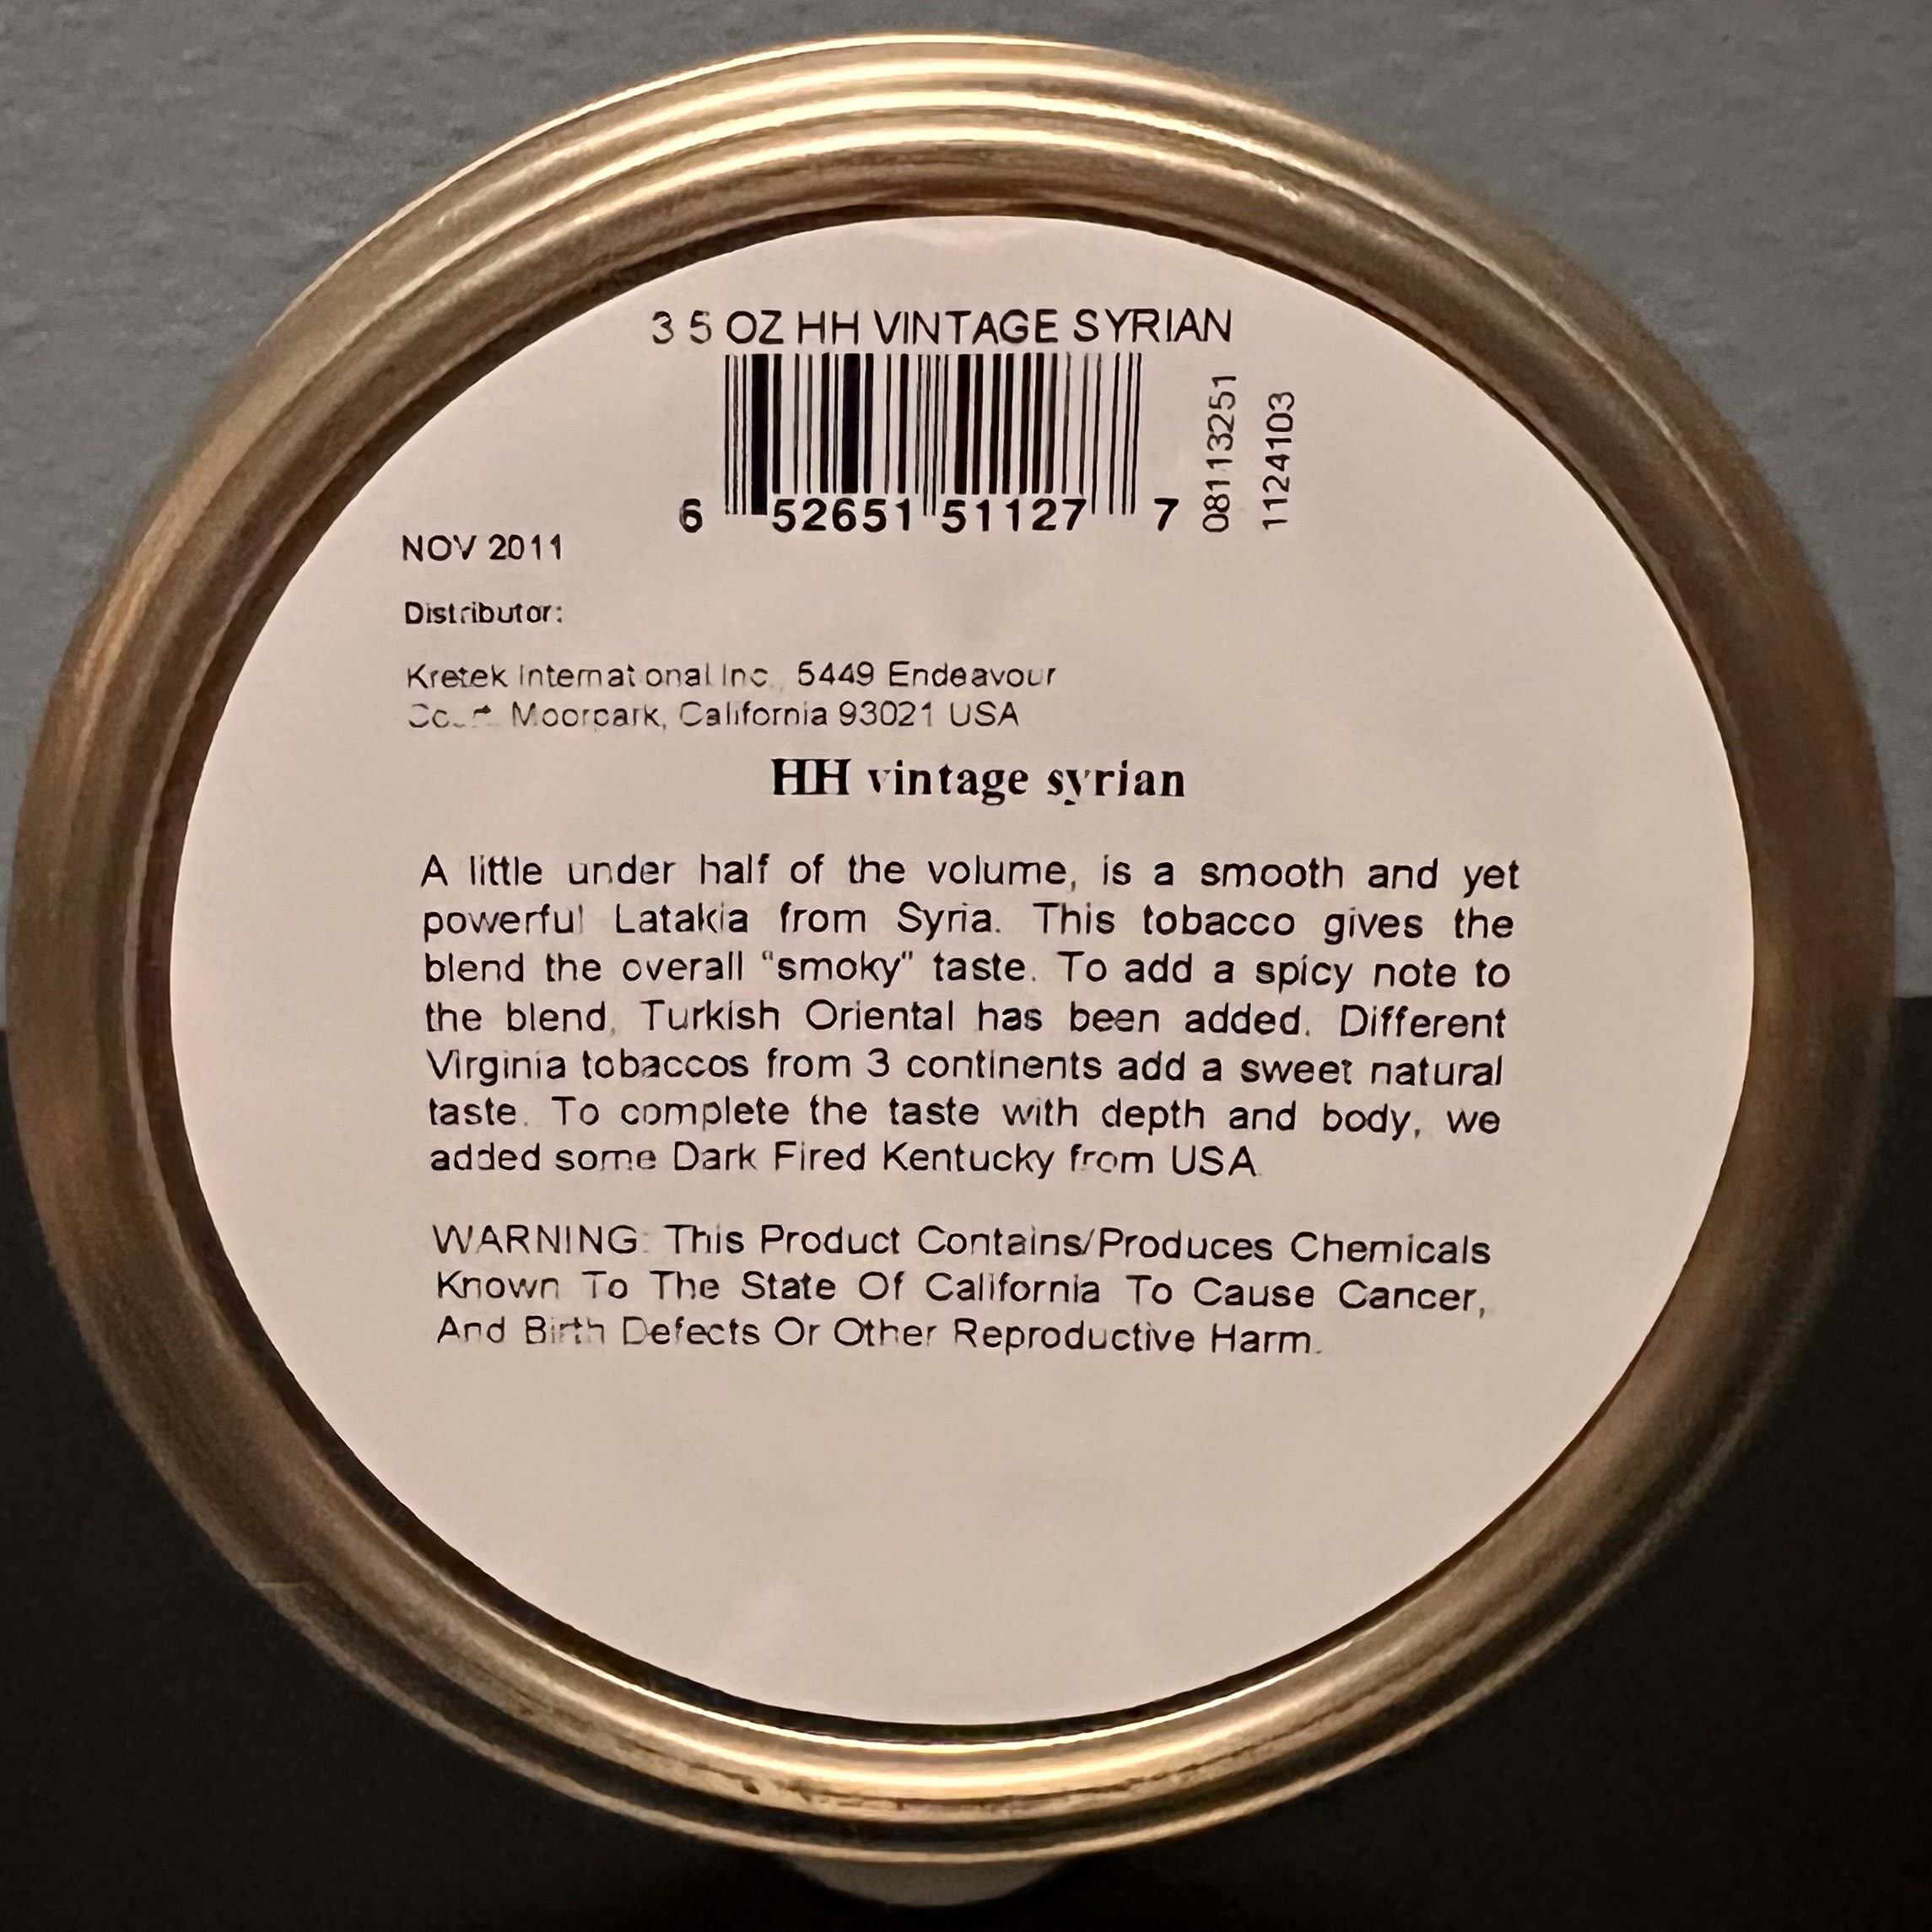 3 5 OZ HH VINTAGE SYRIAN
6 52651 51127 7
08113251
1124103
NOV 2011
Distributor:
Kretek International Inc., 5449 Endeavour
Court, Moorpark, California 93021 USA
HH vintage syrian
A little under half of the volume, is a smooth and yet
powerful Latakia from Syria. This tobacco gives the
blend the overall “smoky” taste. To add a spicy note to
the blend, Turkish Oriental has been added. Different
Virginia tobaccos from 3 continents add a sweet natural
taste. To complete the taste with depth and body, we
added some Dark Fired Kentucky from USA
WARNING: This Product Contains/Produces Chemicals
Known To The State Of California To Cause Cancer,
And Birth Defects Or Other Reproductive Harm.